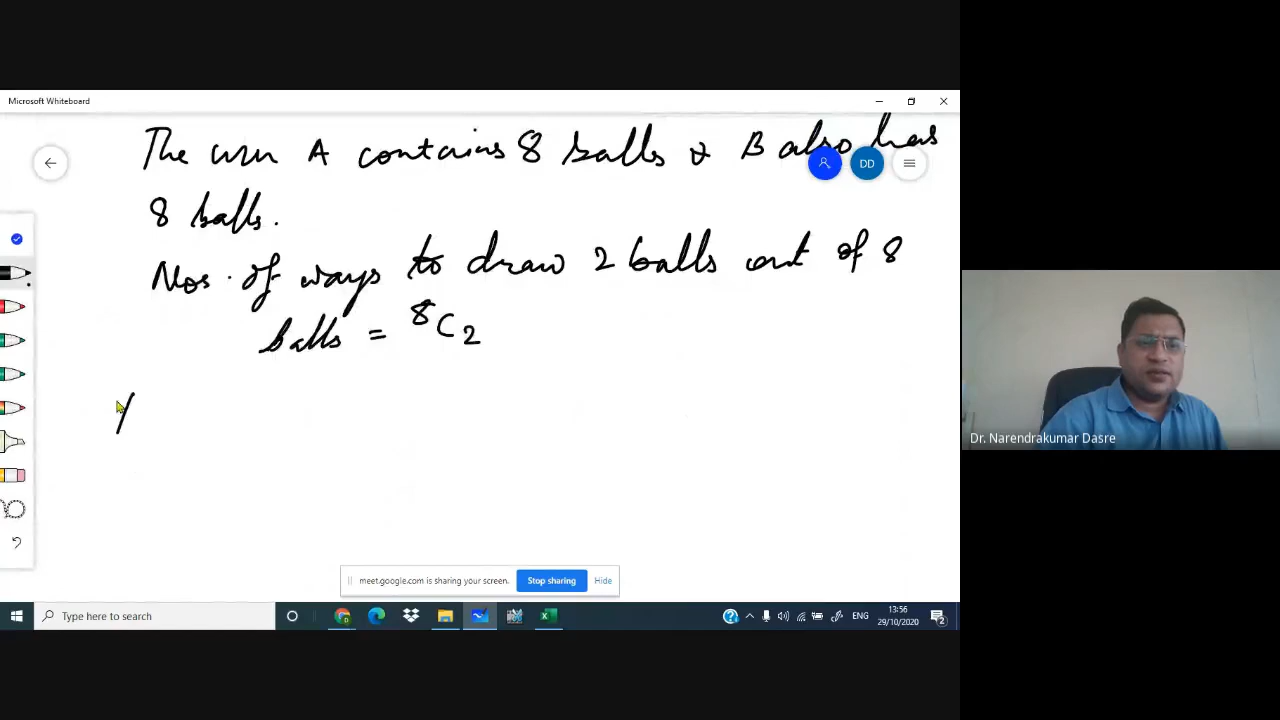 Microsoft Whiteboard
The urn A contains 8 balls & B also has
8 balls.
DD
Nos. of ways to draw 2 balls out of 8
balls = ⁸C₂
Dr. Narendrakumar Dasre
meet.google.com is sharing your screen.
Stop sharing
Hide
Type here to search
ENG
13:56
29/10/2020
2